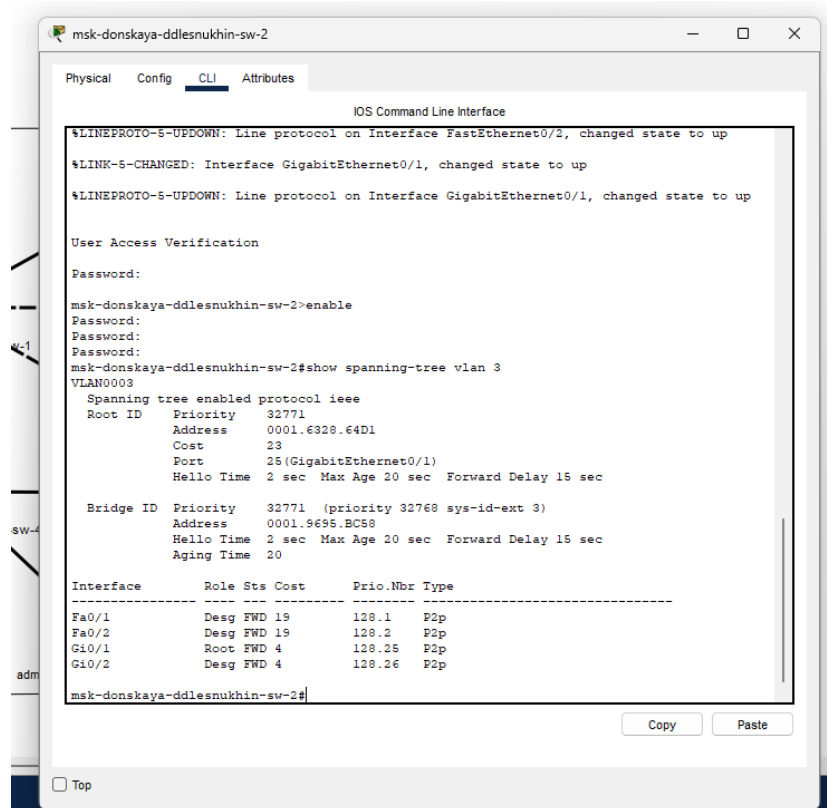 msk-donskaya-ddlesnukhin-sw-2
Physical Config CLI Attributes
IOS Command Line Interface
%LINEPROTO-5-UPDOWN: Line protocol on Interface FastEthernet0/2, changed state to up
%LINK-5-CHANGED: Interface GigabitEthernet0/1, changed state to up
%LINEPROTO-5-UPDOWN: Line protocol on Interface GigabitEthernet0/1, changed state to up
User Access Verification
Password:
msk-donskaya-ddlesnukhin-sw-2>enable
Password:
Password:
Password:
msk-donskaya-ddlesnukhin-sw-2#show spanning-tree vlan 3
VLAN0003
Spanning tree enabled protocol ieee
Root ID Priority 32771
Address 0001.6328.64D1
Cost 23
Port 25(GigabitEthernet0/1)
Hello Time 2 sec Max Age 20 sec Forward Delay 15 sec
Bridge ID Priority 32771 (priority 32768 sys-id-ext 3)
Address 0001.9695.BC58
Hello Time 2 sec Max Age 20 sec Forward Delay 15 sec
Aging Time 20
Interface Role Sts Cost Prio.Nbr Type
---------------- ---- --- --------- -------- --------------------------------
Fa0/1 Desg FWD 19 128.1 P2p
Fa0/2 Desg FWD 19 128.2 P2p
Gi0/1 Root FWD 4 128.25 P2p
Gi0/2 Desg FWD 4 128.26 P2p
msk-donskaya-ddlesnukhin-sw-2#
Copy Paste
Top
w-1
sw-4
adm